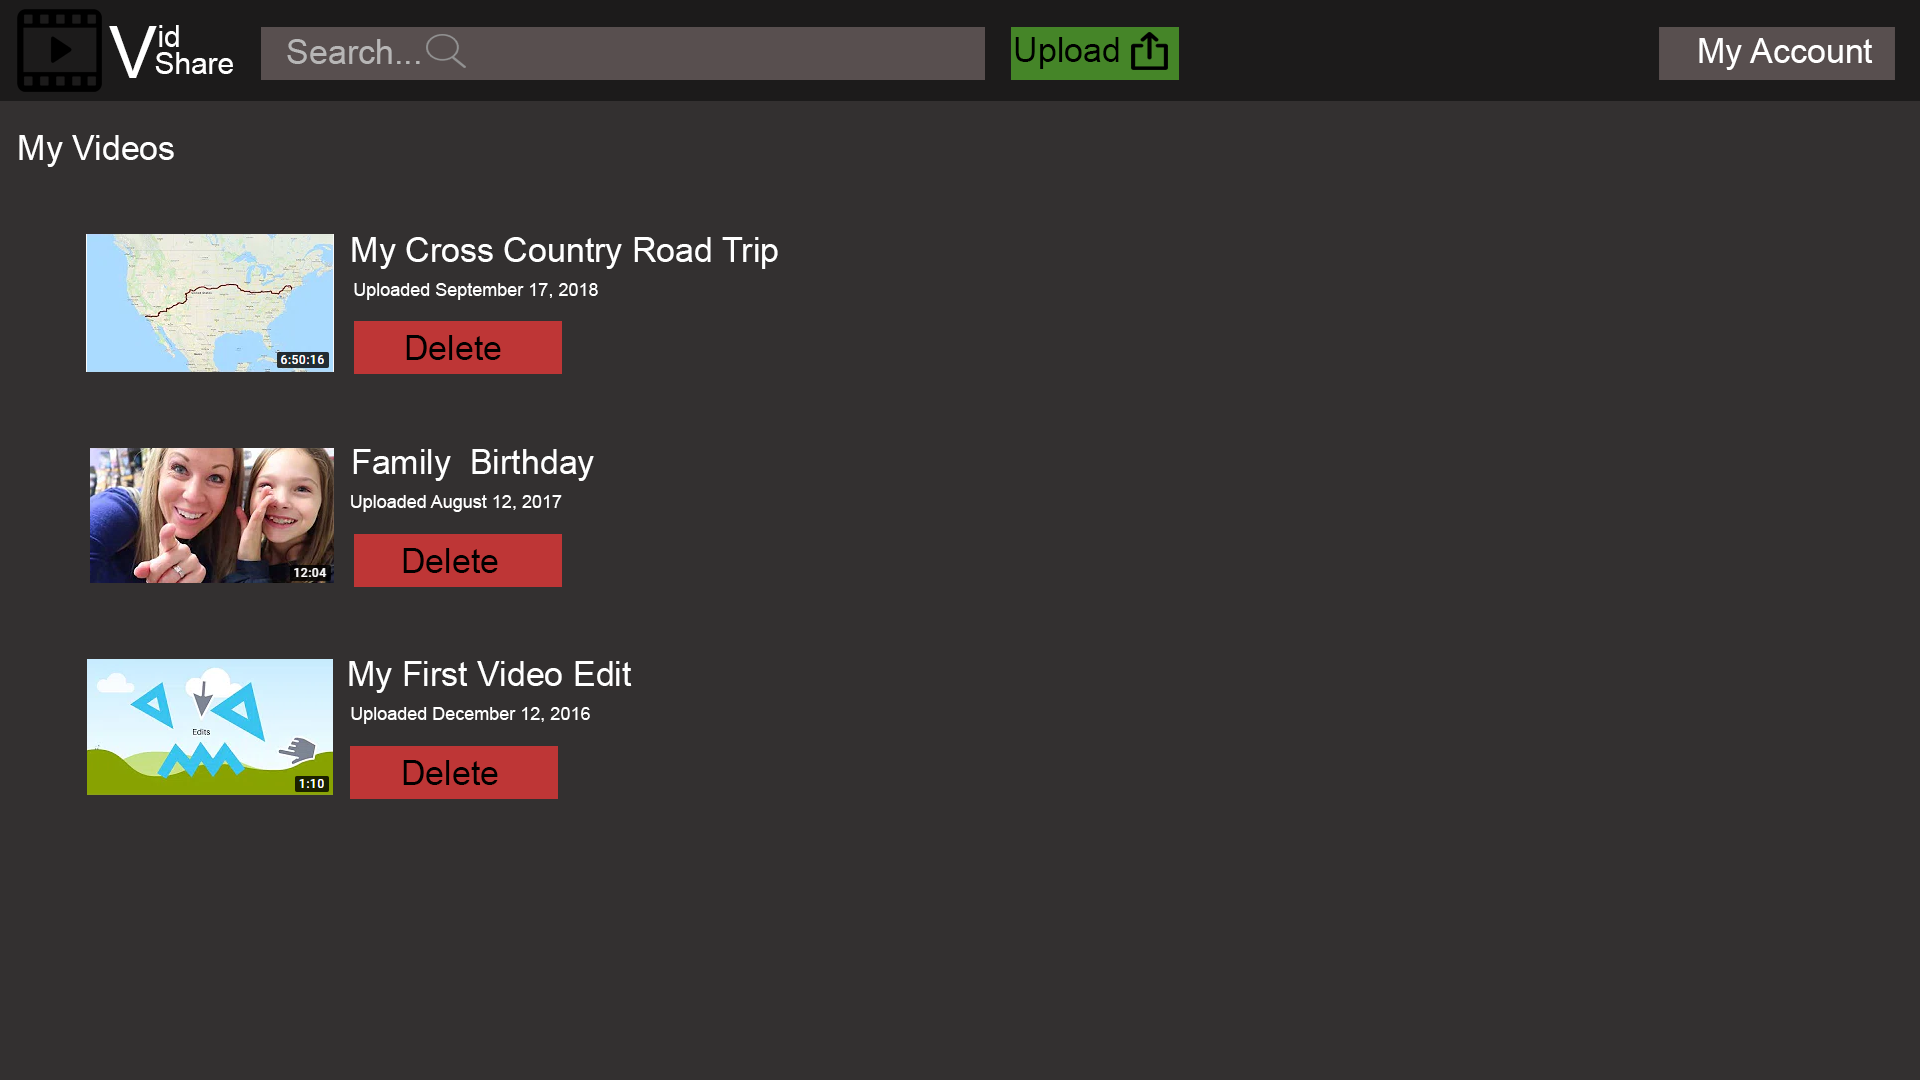 Vid
Share
Search...
Upload
My Account
My Videos
My Cross Country Road Trip
Uploaded September 17, 2018
6:50:16
Delete
Family  Birthday
Uploaded August 12, 2017
12:04
Delete
My First Video Edit
Uploaded December 12, 2016
Edits
1:10
Delete